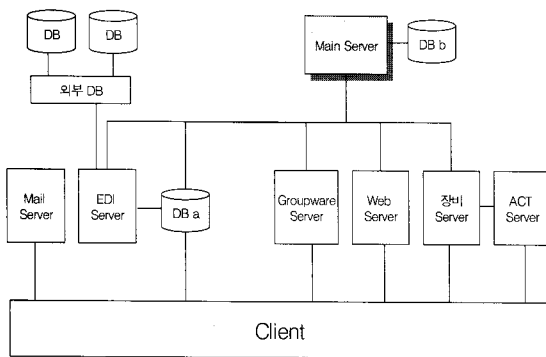 DB
DB
Main Server
DB b
외부 DB
Mail
Server
EDI
Server
DB a
Groupware
Server
Web
Server
장비
Server
ACT
Server
Client